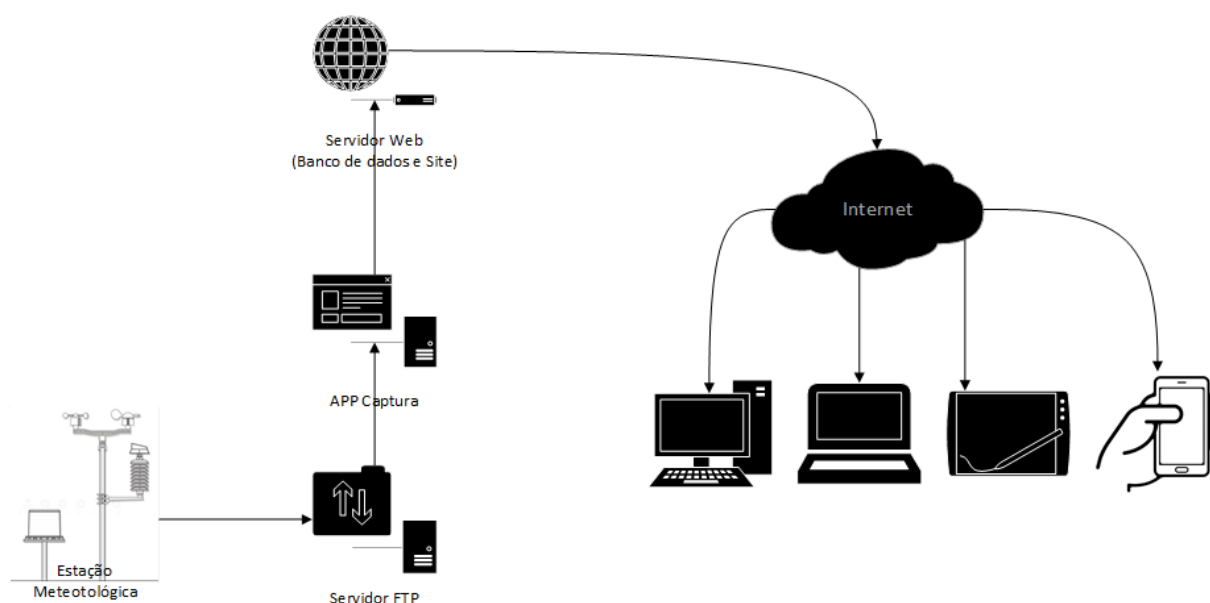 Servidor Web
(Banco de dados e Site)
Internet
APP Captura
Estação
Meteotológica
Servidor FTP